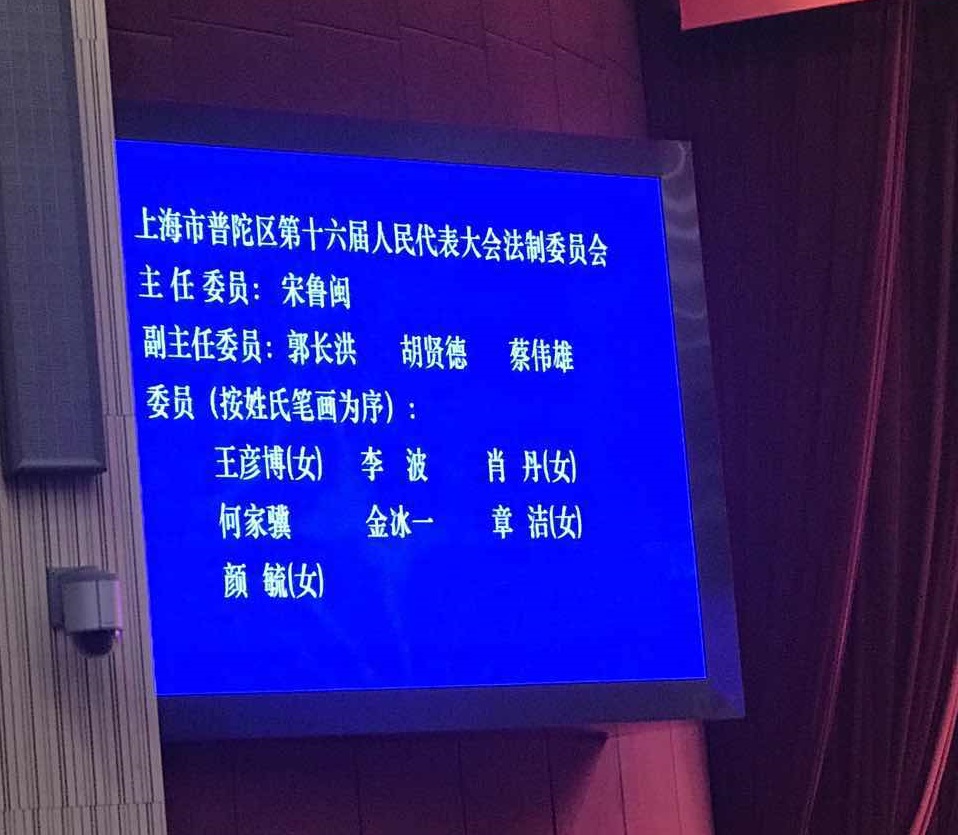 上海市普陀区第十六届人民代表大会法制委员会
主任委员：宋鲁闽
副主任委员：郭长洪 胡贤德 蔡伟雄
委员（按姓氏笔画为序）：
王彦博(女) 李 波 肖 丹(女)
何家骥 金冰一 章 洁(女)
颜 毓(女)